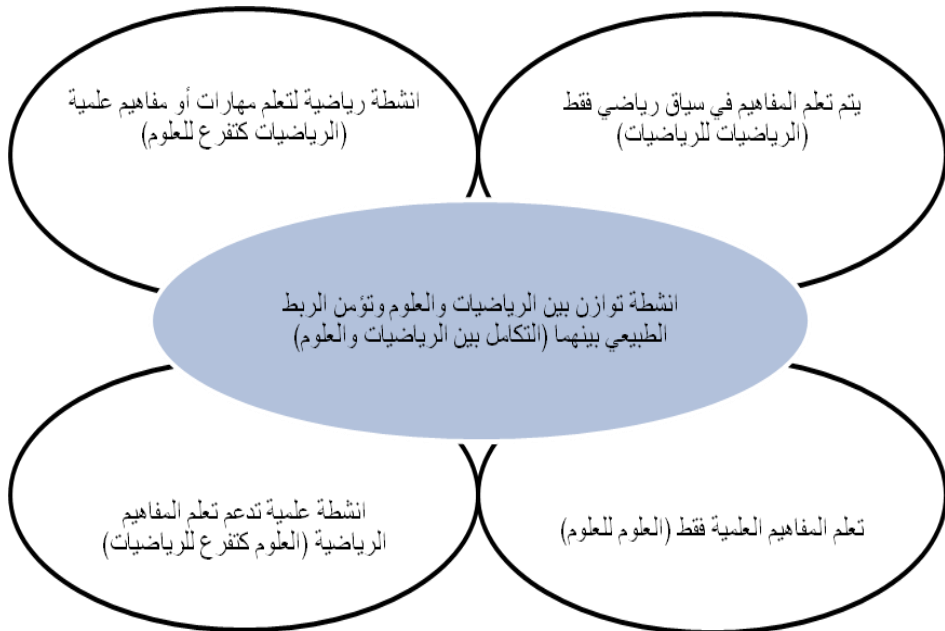 يتم تعلم المفاهيم في سياق رياضي فقط
(الرياضيات للرياضيات)
انشطة رياضية لتعلم مهارات أو مفاهيم علمية
(الرياضيات كتفرع للعلوم)
انشطة توازن بين الرياضيات والعلوم وتؤمن الربط
الطبيعي بينهما (التكامل بين الرياضيات والعلوم)
تعلم المفاهيم العلمية فقط (العلوم للعلوم)
انشطة علمية تدعم تعلم المفاهيم
الرياضية (العلوم كتفرع للرياضيات)